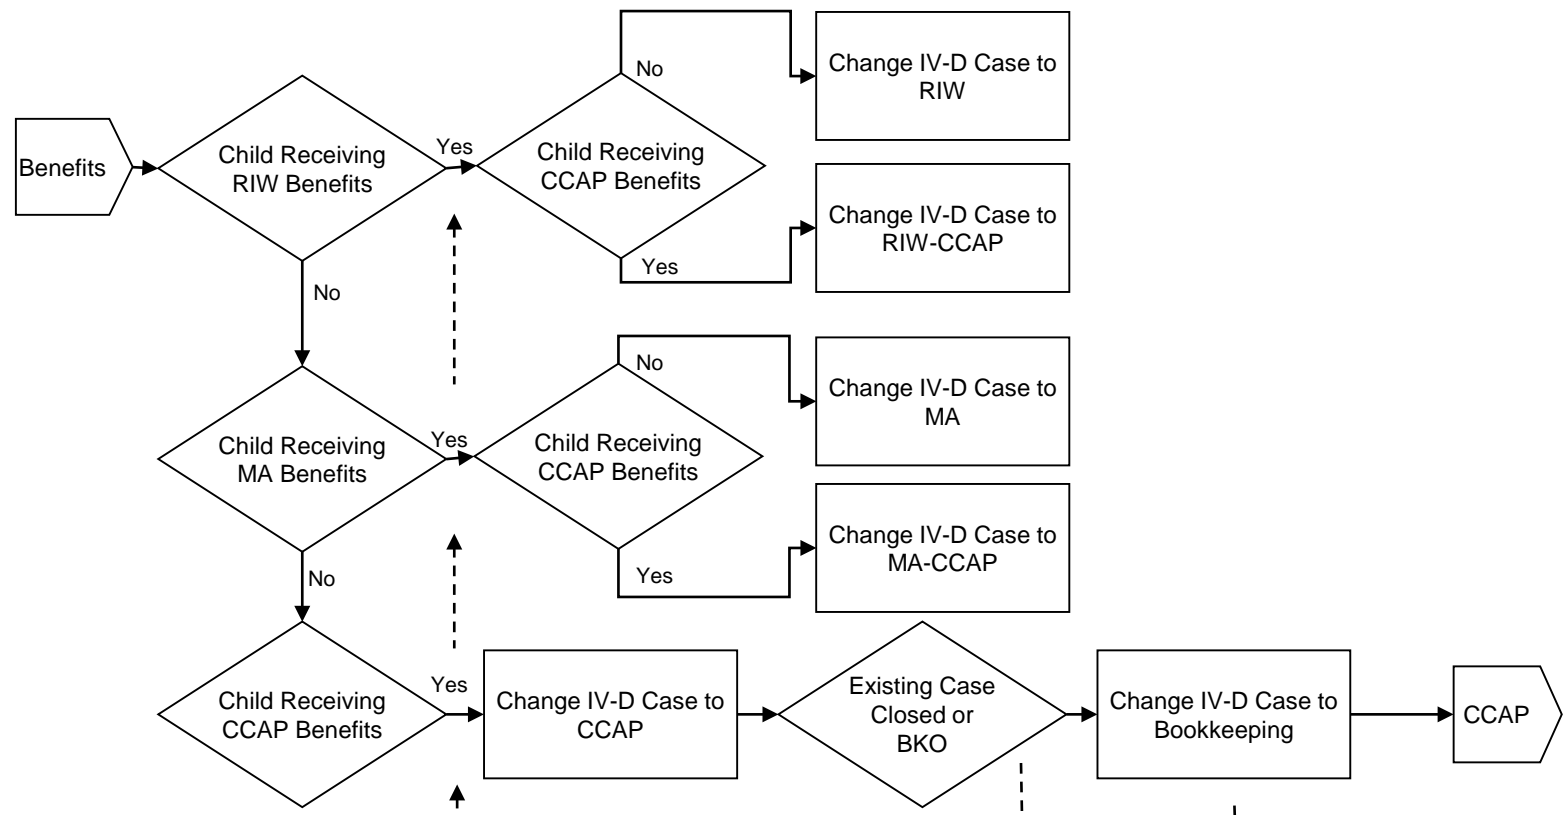 No
Change IV-D Case to
RIW
Benefits
Child Receiving
RIW Benefits
Yes
Child Receiving
CCAP Benefits
Change IV-D Case to
RIW-CCAP
Yes
No
No
Change IV-D Case to
MA
Child Receiving
MA Benefits
Yes
Child Receiving
CCAP Benefits
Change IV-D Case to
MA-CCAP
Yes
No
Child Receiving
CCAP Benefits
Yes
Change IV-D Case to
CCAP
Existing Case
Closed or
BKO
Change IV-D Case to
Bookkeeping
CCAP